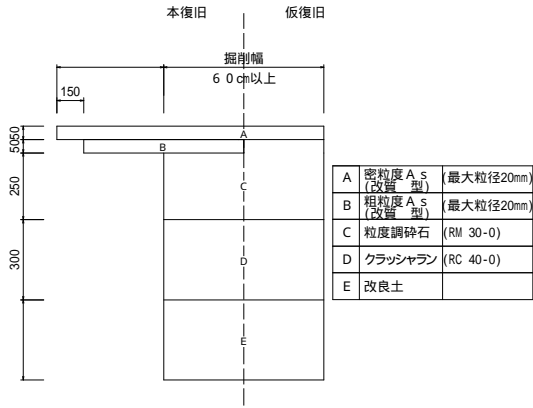 本復旧 仮復旧
掘削幅
60㎝以上
150
50
50
250
300
A
B
C
D
E
A 密粒度As (改質 型) (最大粒径20mm)
B 粗粒度As (改質 型) (最大粒径20mm)
C 粒度調砕石 (RM 30-0)
D クラッシャラン (RC 40-0)
E 改良土